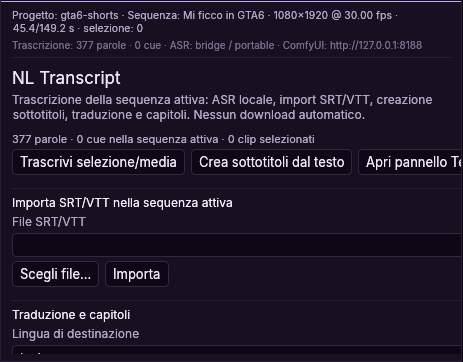 Progetto: gta6-shorts · Sequenza: Mi ficco in GTA6 · 1080×1920 @ 30.00 fps ·
45.4/149.2 s · selezione: 0
Trascrizione: 377 parole · 0 cue · ASR: bridge / portable · ComfyUI: http://127.0.0.1:8188
NL Transcript
Trascrizione della sequenza attiva: ASR locale, import SRT/VTT, creazione
sottotitoli, traduzione e capitoli. Nessun download automatico.
377 parole · 0 cue nella sequenza attiva · 0 clip selezionati
Trascrivi selezione/media Crea sottotitoli dal testo Apri pannello Te
Importa SRT/VTT nella sequenza attiva
File SRT/VTT
Scegli file... Importa
Traduzione e capitoli
Lingua di destinazione